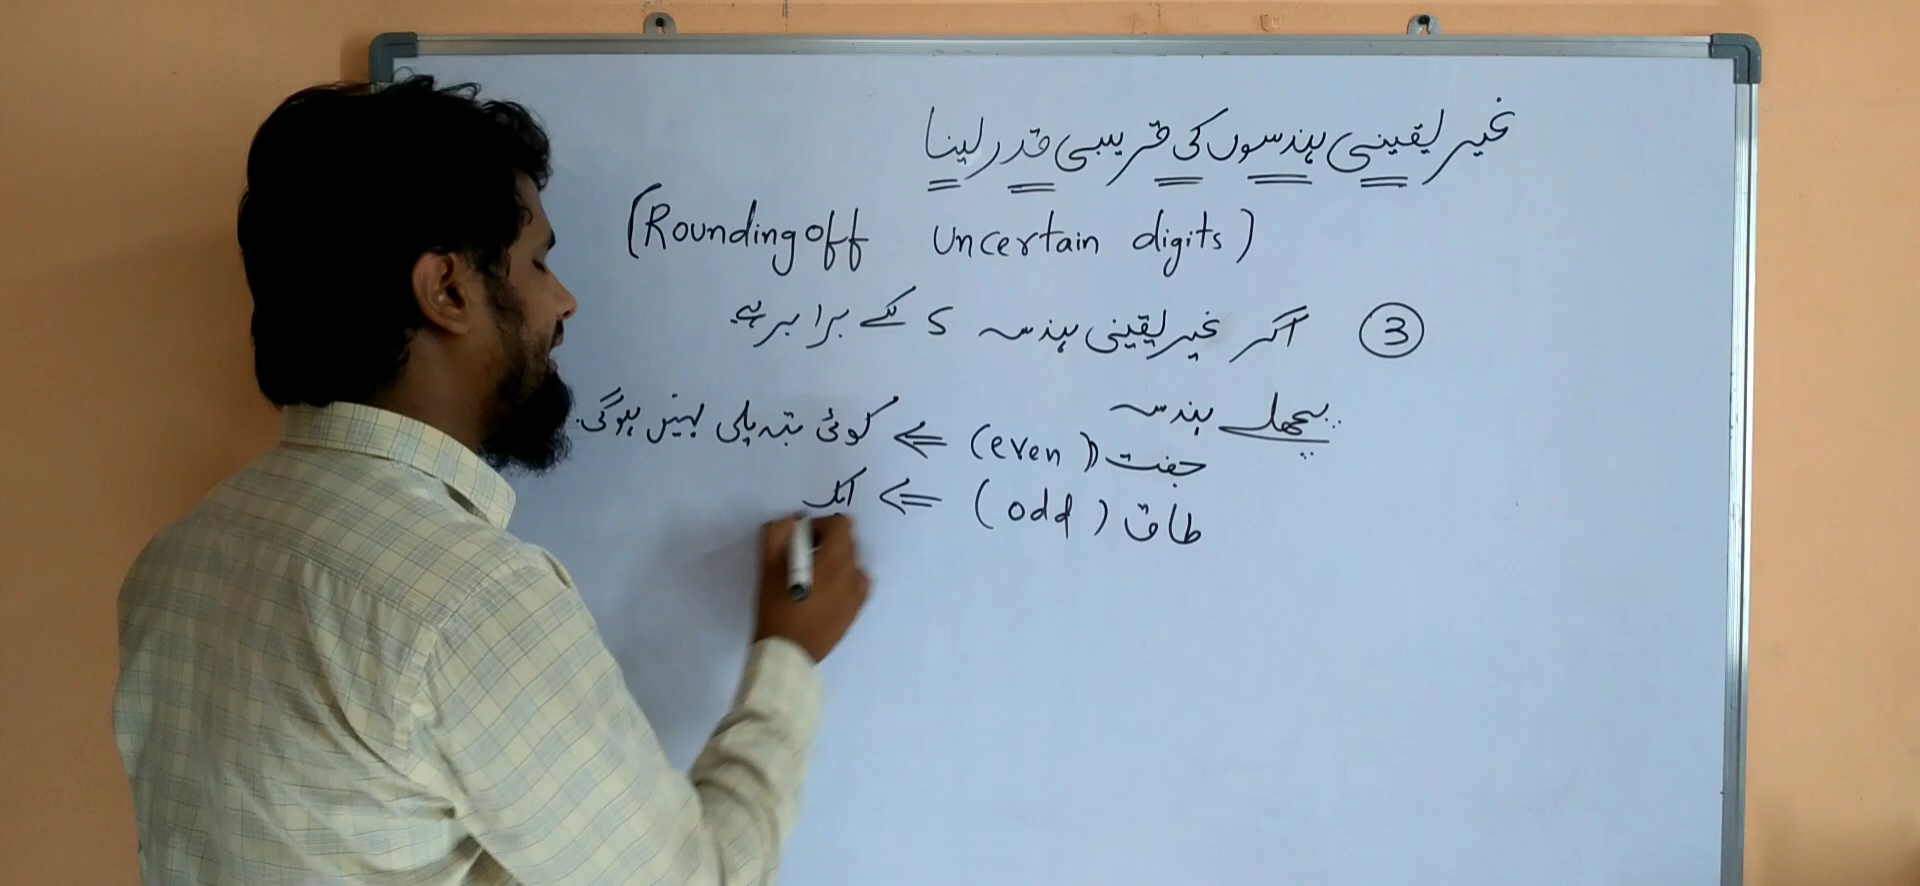 غیر یقینی ہندسوں کی قریبی قدر لینا
(Rounding off Uncertain digits)
③ اگر غیر یقینی ہندسہ 5 کے برابر ہے
پچھلے ہندسہ
جفت (even) ⇐ کوئی تبدیلی نہیں ہوگی.
طاق (odd) ⇐ ایک